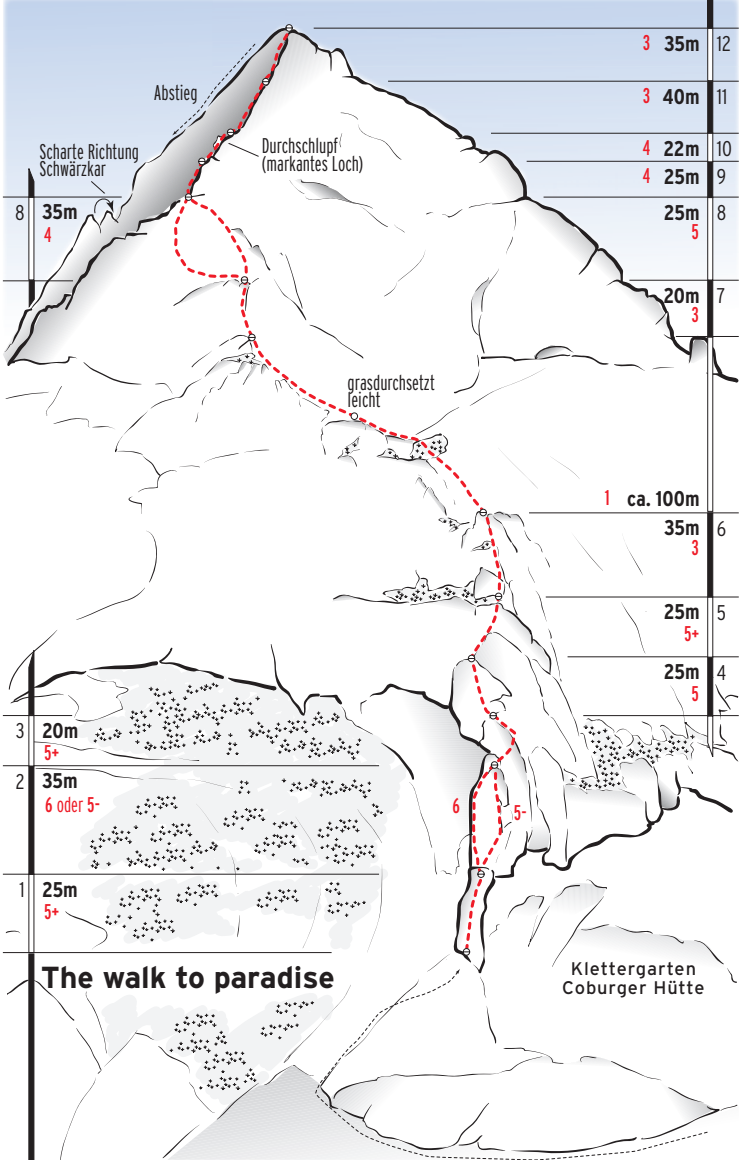 3 35m 12
3 40m 11
Abstieg
Durchschlupf
(markantes Loch)
4 22m 10
Scharte Richtung
Schwärzkar
4 25m 9
8 35m
4
25m 8
5
20m 7
3
grasdurchsetzt
leicht
1 ca. 100m
35m 6
3
25m 5
5+
25m 4
5
3 20m
5+
2 35m
6 oder 5-
6 5-
1 25m
5+
The walk to paradise
Klettergarten
Coburger Hütte